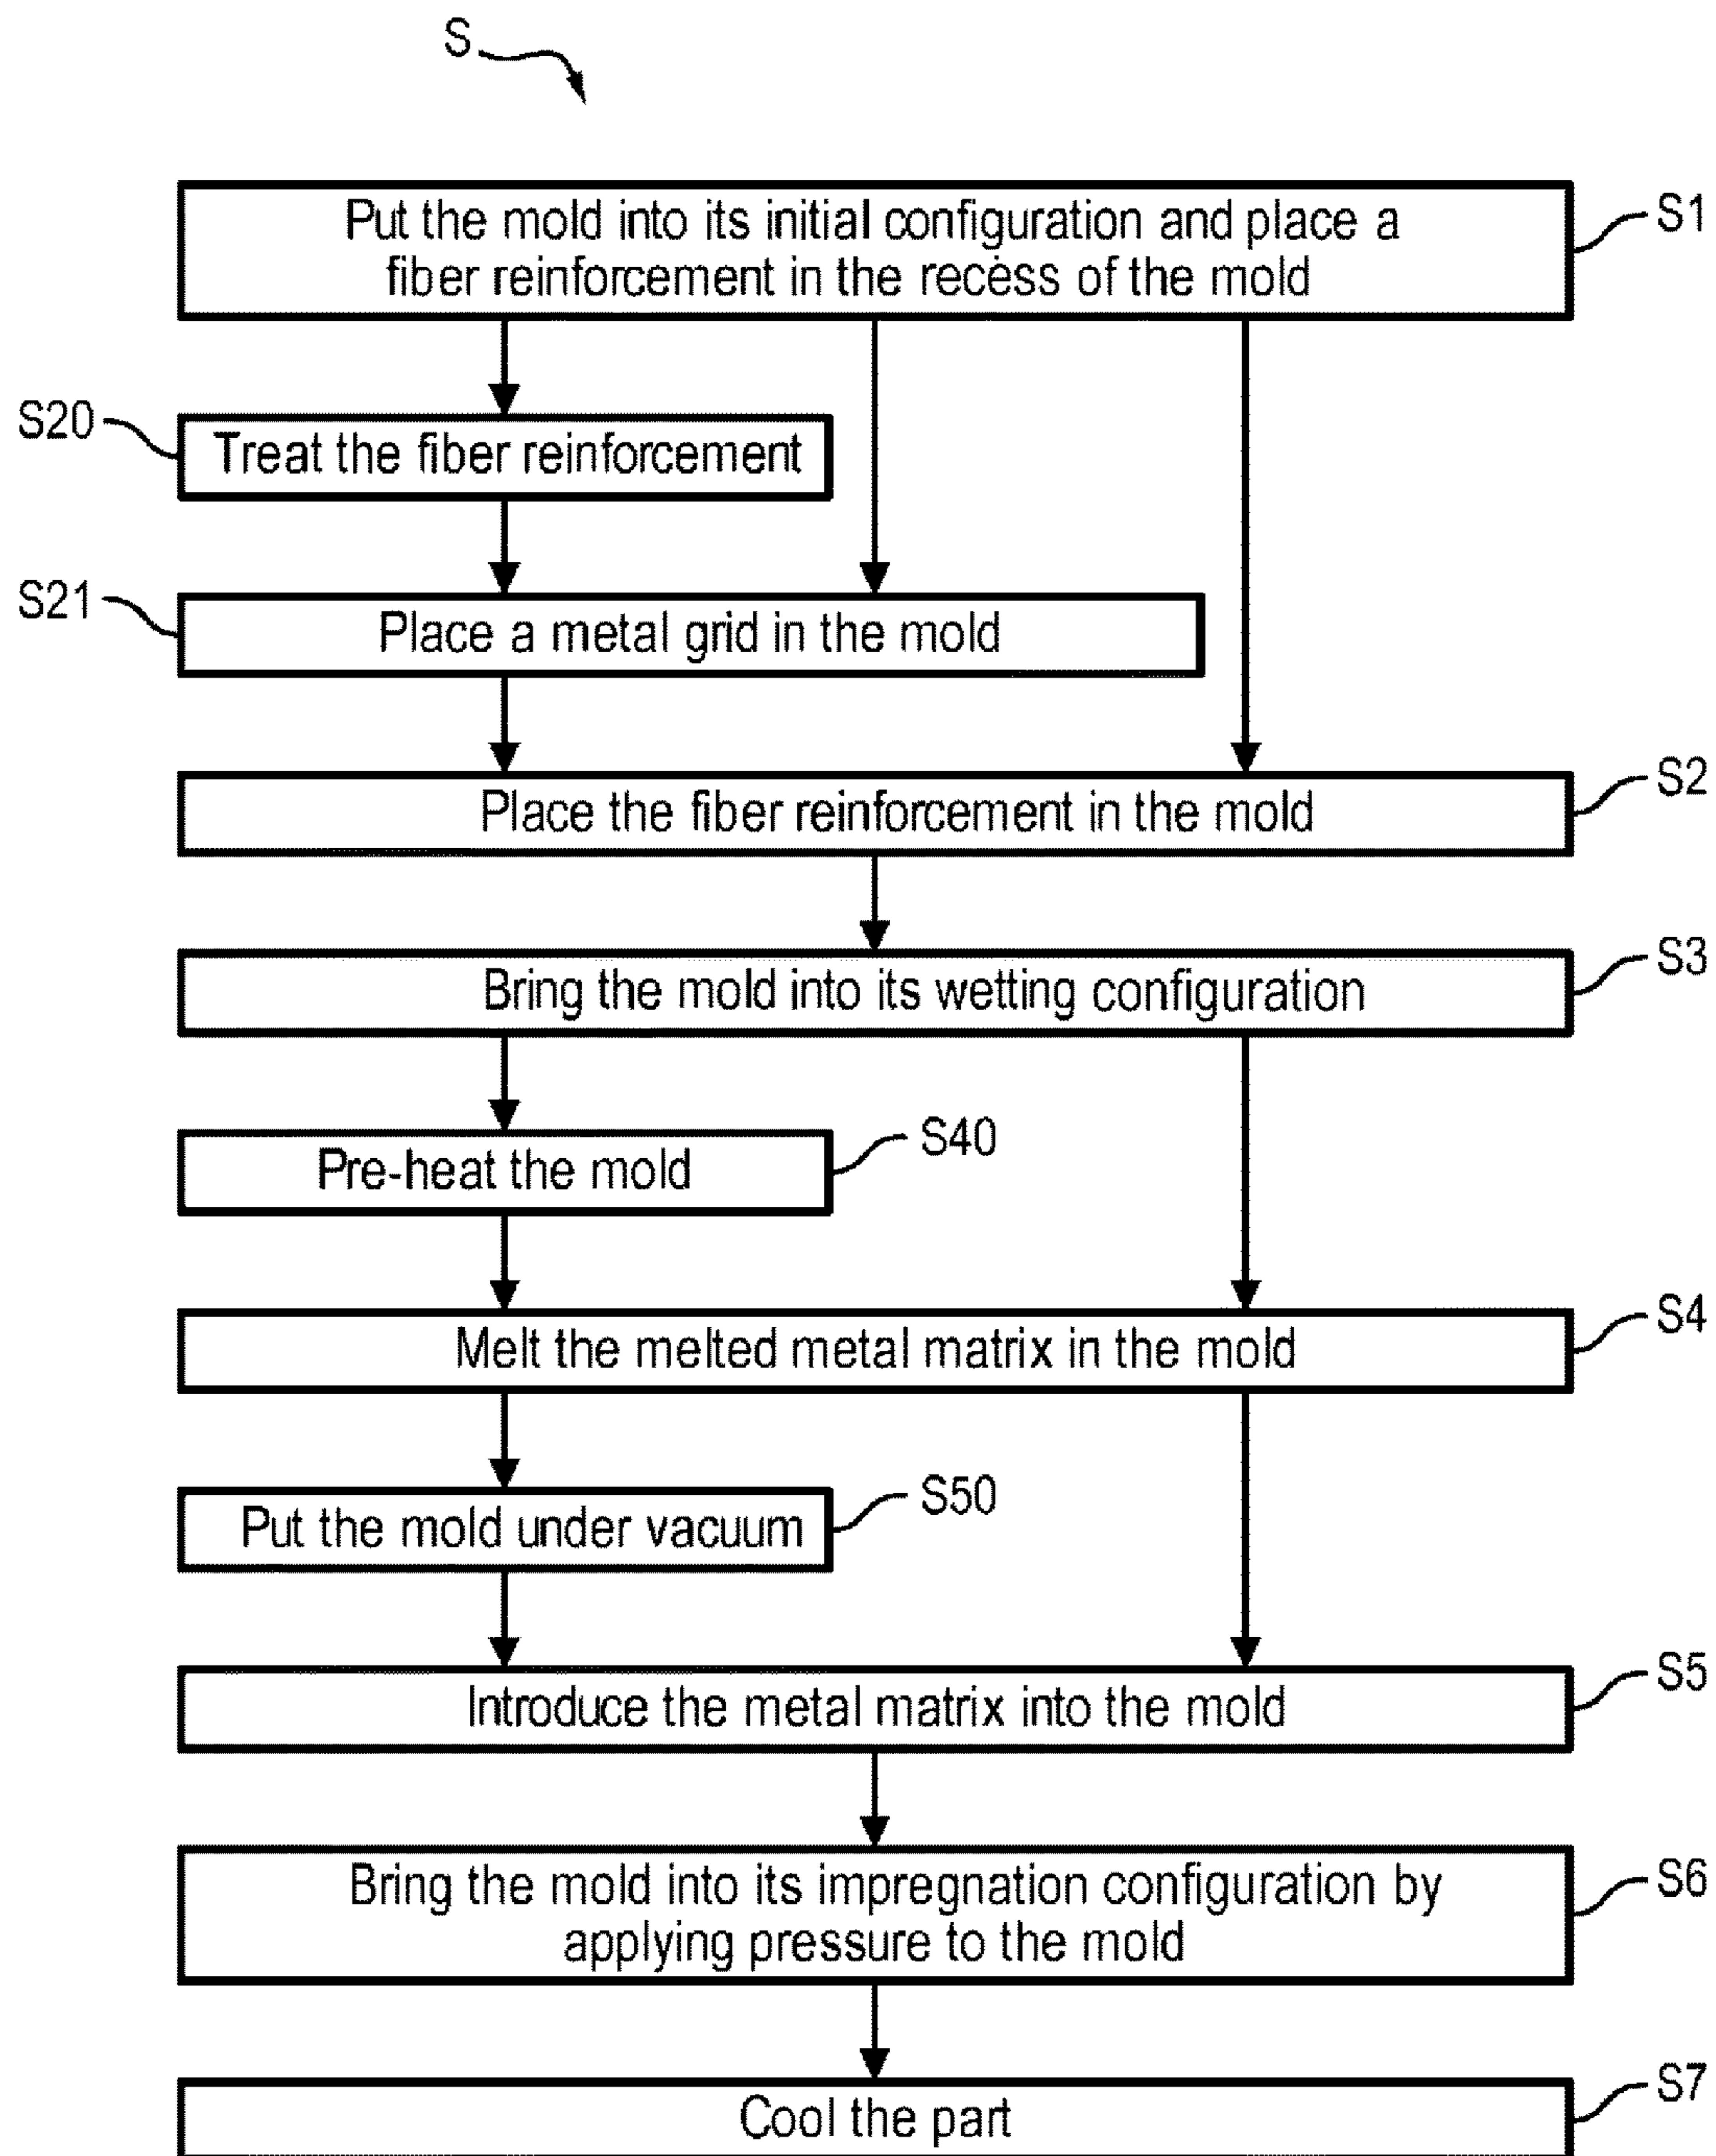 S
Put the mold into its initial configuration and place a
fiber reinforcement in the recess of the mold
S1
S20
Treat the fiber reinforcement
S21
Place a metal grid in the mold
S2
Place the fiber reinforcement in the mold
S3
Bring the mold into its wetting configuration
S40
Pre-heat the mold
S4
Melt the melted metal matrix in the mold
S50
Put the mold under vacuum
S5
Introduce the metal matrix into the mold
S6
Bring the mold into its impregnation configuration by
applying pressure to the mold
S7
Cool the part